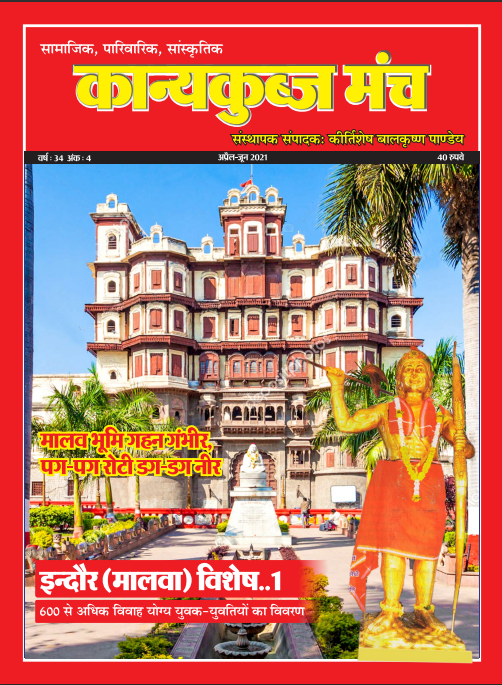 सामाजिक, पारिवारिक, सांस्कृतिक
कान्यकुब्ज मंच
संस्थापक संपादक: कीर्तिशेष बालकृष्ण पाण्डेय
वर्ष : 34 अंक : 4 अप्रैल-जून 2021 40 रुपये
मालव भूमि गहन गंभीर
पग-पग रोटी डग-डग नीर
इन्दौर (मालवा) विशेष..1
600 से अधिक विवाह योग्य युवक-युवतियों का विवरण